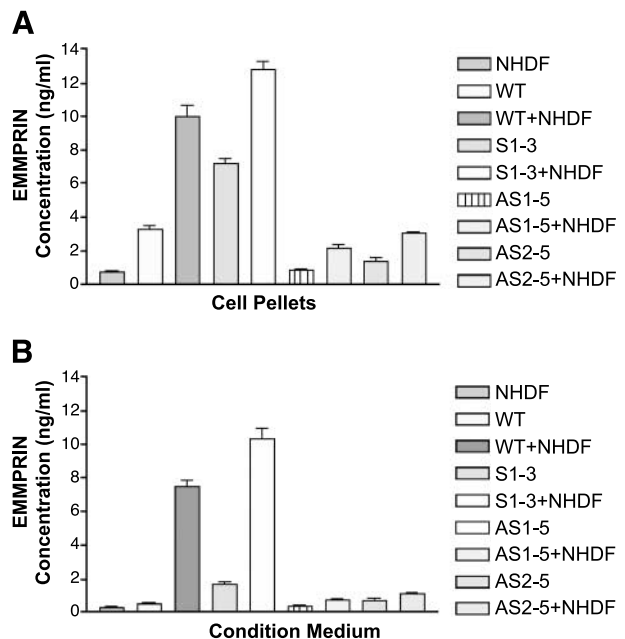 A
EMMPRIN
Concentration (ng/ml)
14
12
10
8
6
4
2
0
Cell Pellets
NHDF
WT
WT+NHDF
S1-3
S1-3+NHDF
AS1-5
AS1-5+NHDF
AS2-5
AS2-5+NHDF
B
EMMPRIN
Concentration (ng/ml)
14
12
10
8
6
4
2
0
Condition Medium
NHDF
WT
WT+NHDF
S1-3
S1-3+NHDF
AS1-5
AS1-5+NHDF
AS2-5
AS2-5+NHDF